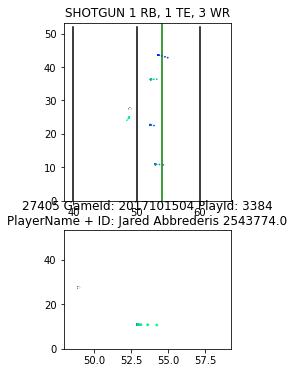 SHOTGUN 1 RB, 1 TE, 3 WR
50
40
30
20
10
0
40 50 60
27405 GameId: 2017101504 PlayId: 3384
PlayerName + ID: Jared Abbrederis 2543774.0
40
20
0
50.0 52.5 55.0 57.5